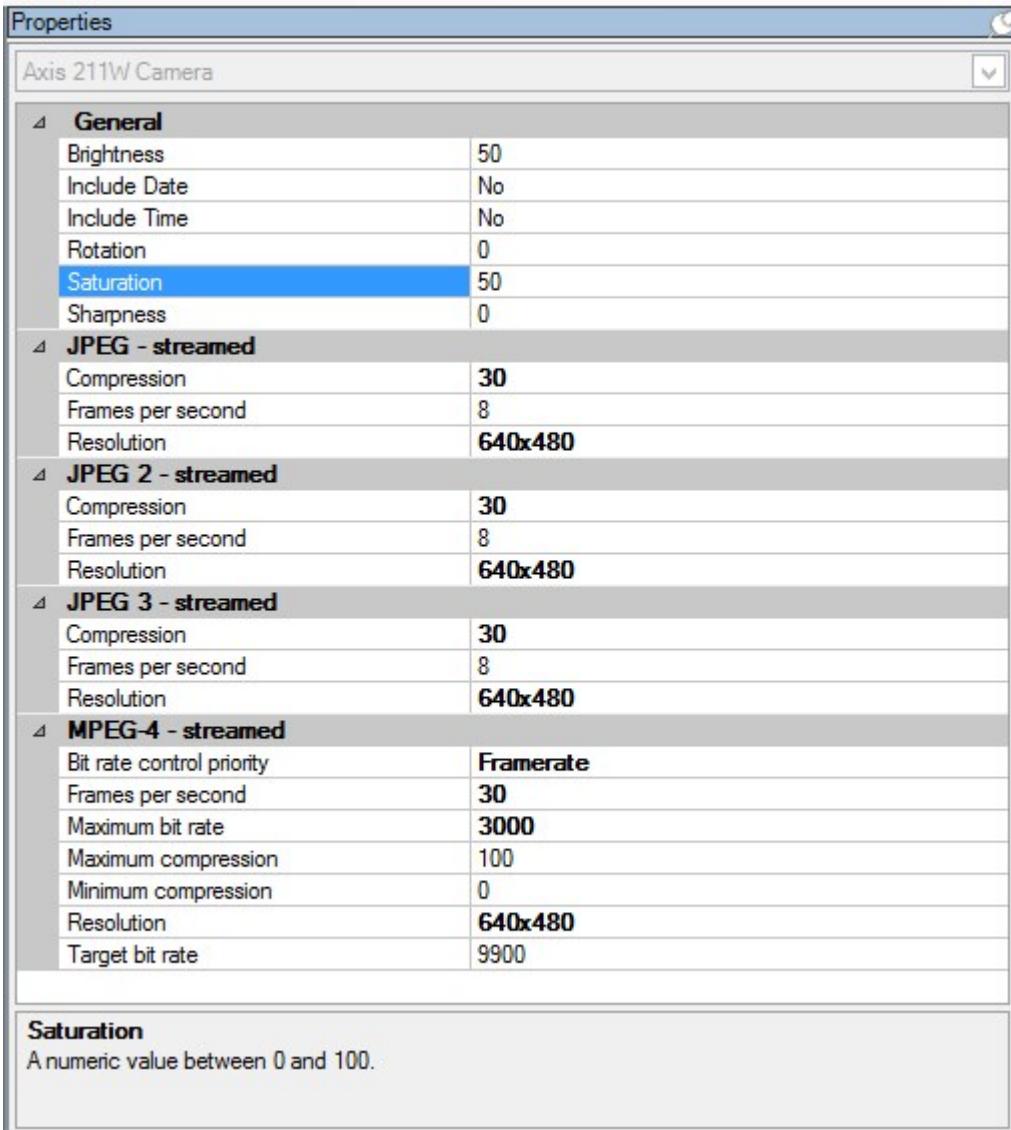 Properties
Axis 211W Camera
General
Brightness 50
Include Date No
Include Time No
Rotation 0
Saturation 50
Sharpness 0
JPEG - streamed
Compression 30
Frames per second 8
Resolution 640x480
JPEG 2 - streamed
Compression 30
Frames per second 8
Resolution 640x480
JPEG 3 - streamed
Compression 30
Frames per second 8
Resolution 640x480
MPEG-4 - streamed
Bit rate control priority Framerate
Frames per second 30
Maximum bit rate 3000
Maximum compression 100
Minimum compression 0
Resolution 640x480
Target bit rate 9900
Saturation
A numeric value between 0 and 100.